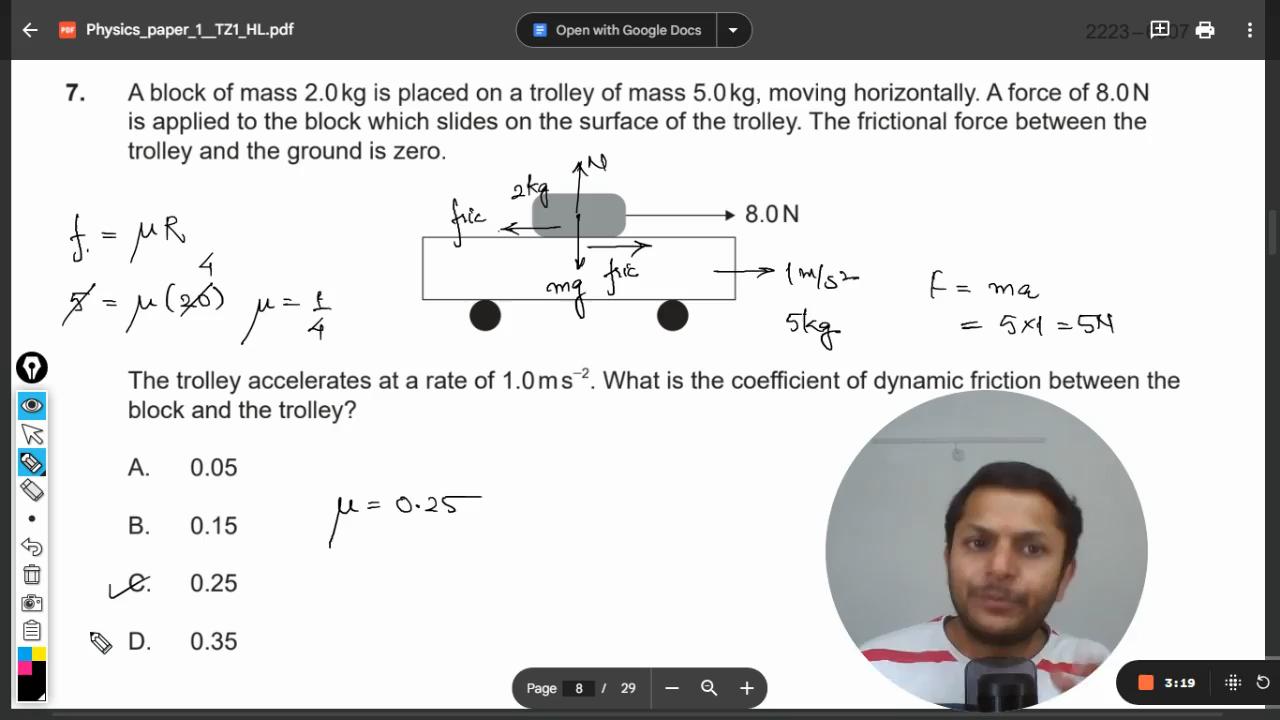 Physics_paper_1__TZ1_HL.pdf
Open with Google Docs
7. A block of mass 2.0 kg is placed on a trolley of mass 5.0 kg, moving horizontally. A force of 8.0 N
is applied to the block which slides on the surface of the trolley. The frictional force between the
trolley and the ground is zero.
N
2kg
fric
8.0 N
f = μR
fric
mg
1 m/s²
5kg
4
5 = μ(20) μ = 1/4
F = ma
= 5×1 = 5N
The trolley accelerates at a rate of 1.0 m s⁻². What is the coefficient of dynamic friction between the
block and the trolley?
A. 0.05
B. 0.15
C. 0.25
D. 0.35
μ = 0.25
Page 8 / 29
3:19